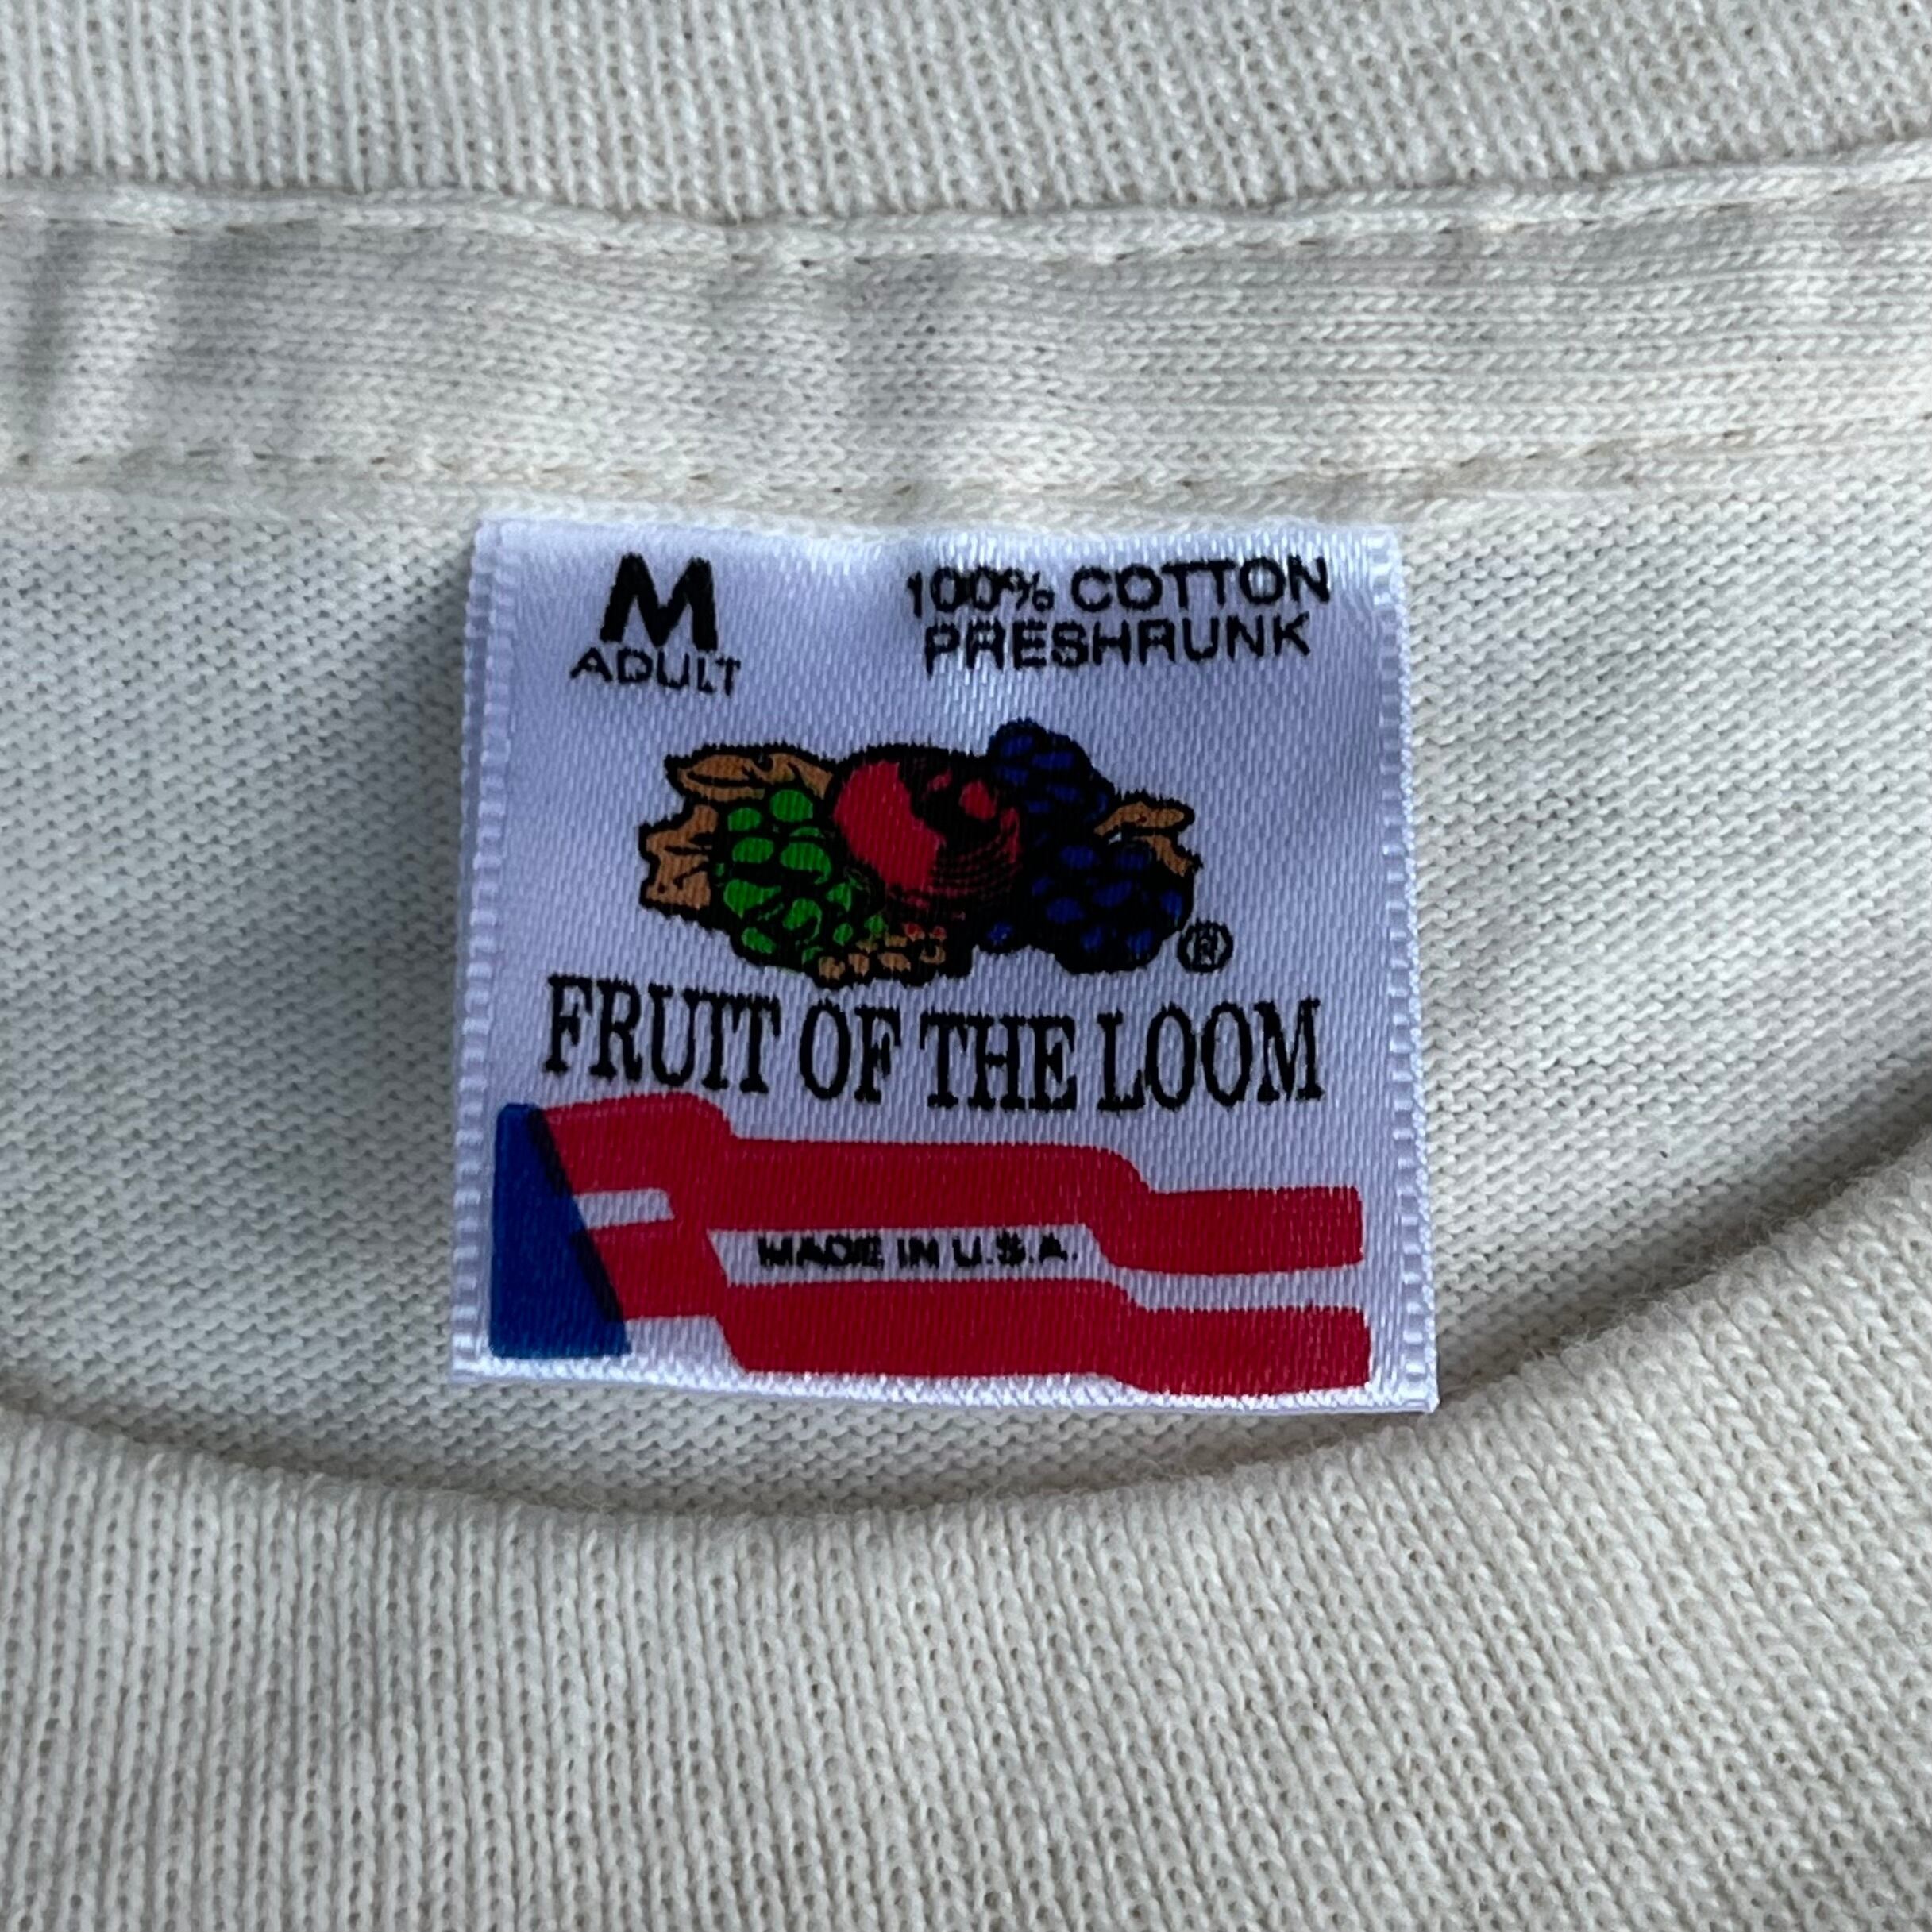 M
ADULT
100% COTTON
PRESHRUNK
®
FRUIT OF THE LOOM
MADE IN U.S.A.